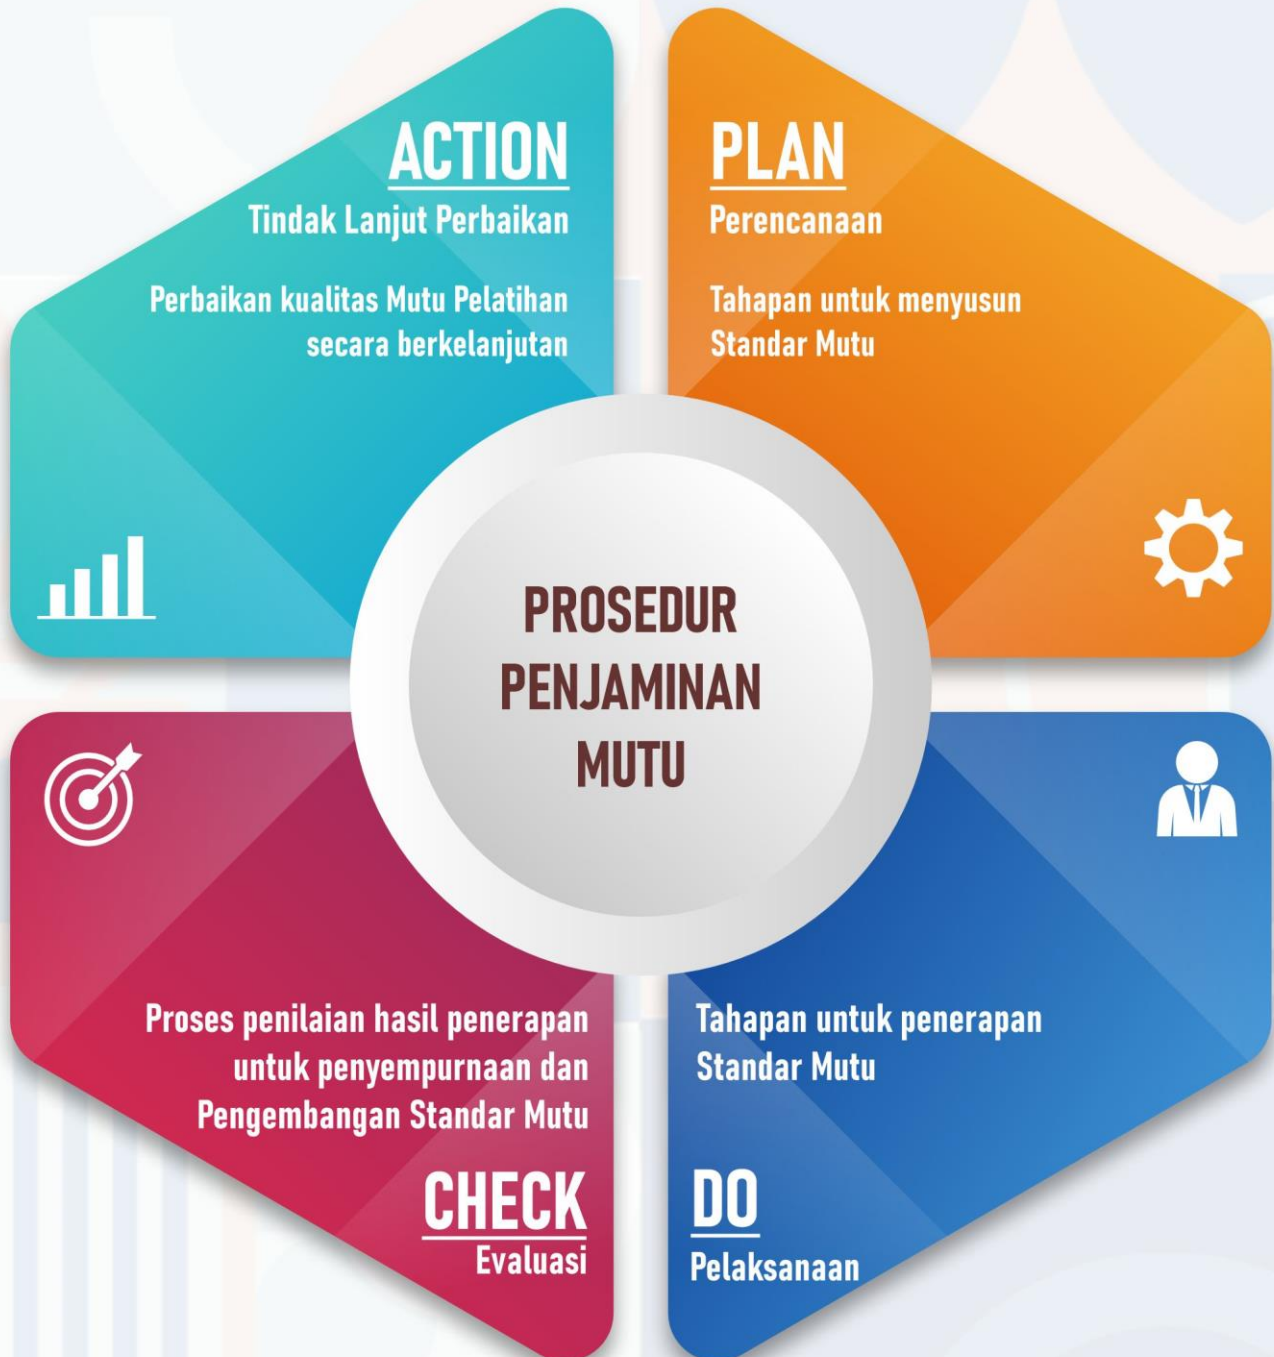 ACTION
Tindak Lanjut Perbaikan
Perbaikan kualitas Mutu Pelatihan
secara berkelanjutan
PLAN
Perencanaan
Tahapan untuk menyusun
Standar Mutu
PROSEDUR
PENJAMINAN
MUTU
Proses penilaian hasil penerapan
untuk penyempurnaan dan
Pengembangan Standar Mutu
CHECK
Evaluasi
Tahapan untuk penerapan
Standar Mutu
DO
Pelaksanaan